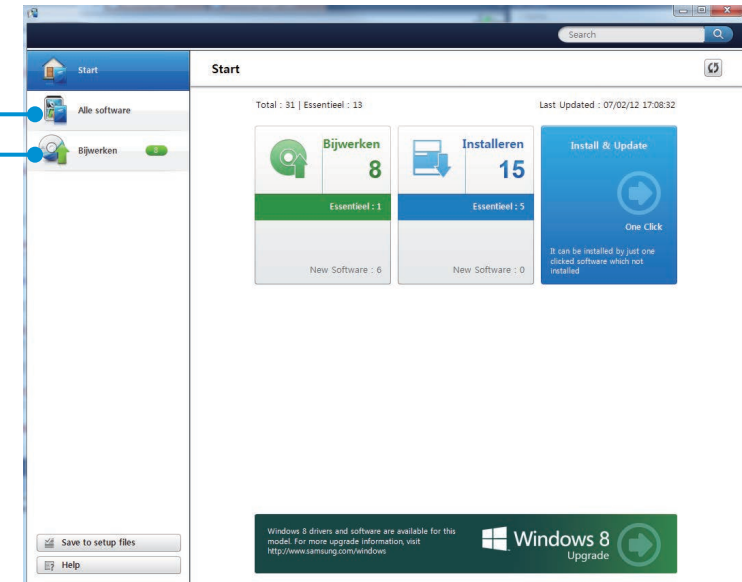 Search
Start
Start
Alle software
Bijwerken
8
Total : 31 | Essentieel : 13
Last Updated : 07/02/12 17:08:32
Bijwerken
8
Essentieel : 1
New Software : 6
Installeren
15
Essentieel : 5
New Software : 0
Install & Update
One Click
It can be installed by just one
clicked software which not
installed
Save to setup files
Help
Windows 8 drivers and software are available for this
model. For more upgrade information, visit
http://www.samsung.com/windows
Windows 8
Upgrade